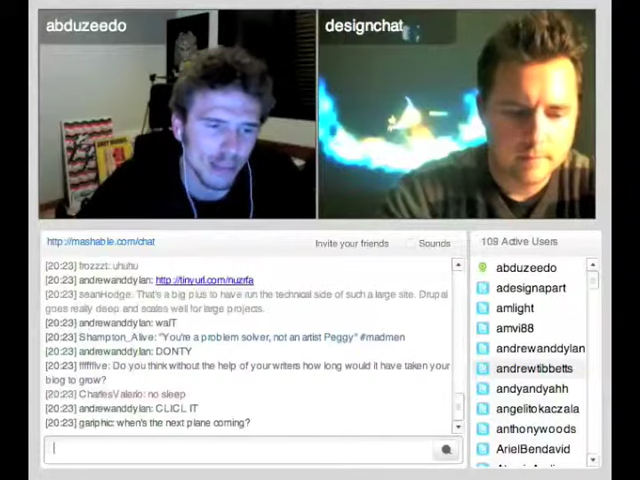 abduzeedo
designchat
http://mashable.com/chat
Invite your friends
Sounds
109 Active Users
[20:23] frozzzt: uhuhu
[20:23] andrewanddylan: http://tinyurl.com/nuzrfa
[20:23] seanHodge: That's a big plus to have run the technical side of such a large site. Drupal
goes really deep and scales well for large projects.
[20:23] andrewanddylan: waIT
[20:23] Shampton_Alive: "You're a problem solver, not an artist Peggy" #madmen
[20:23] andrewanddylan: DONTY
[20:23] ffffffive: Do you think without the help of your writers how long would it have taken your
blog to grow?
[20:23] CharlesValerio: no sleep
[20:23] andrewanddylan: CLICL IT
[20:23] gariphic: when's the next plane coming?
abduzeedo
adesignapart
amlight
amvi88
andrewanddylan
andrewtibbetts
andyandyahh
angelitokaczala
anthonywoods
ArielBendavid